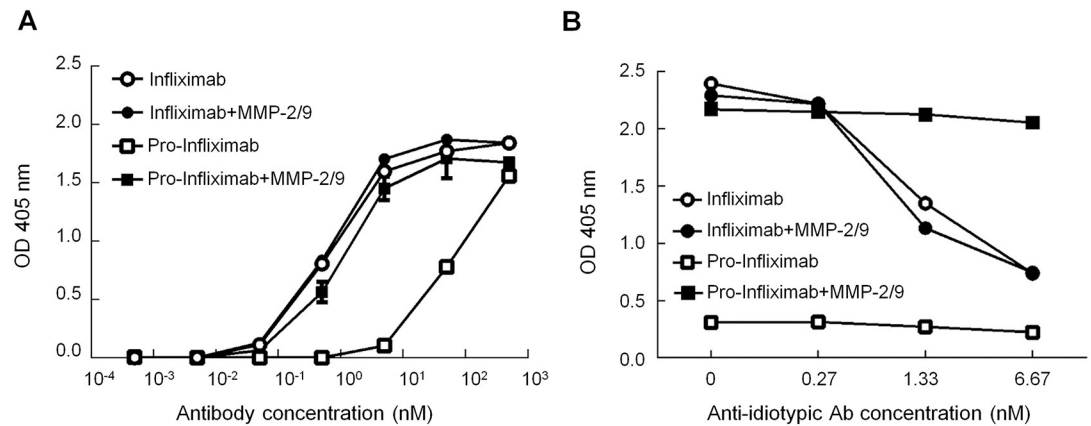 A
2.5
2.0
1.5
1.0
0.5
0.0
OD 405 nm
Infliximab
Infliximab+MMP-2/9
Pro-Infliximab
Pro-Infliximab+MMP-2/9
10⁻⁴ 10⁻³ 10⁻² 10⁻¹ 10⁰ 10¹ 10² 10³
Antibody concentration (nM)
B
2.5
2.0
1.5
1.0
0.5
0.0
OD 405 nm
Infliximab
Infliximab+MMP-2/9
Pro-Infliximab
Pro-Infliximab+MMP-2/9
0 0.27 1.33 6.67
Anti-idiotypic Ab concentration (nM)